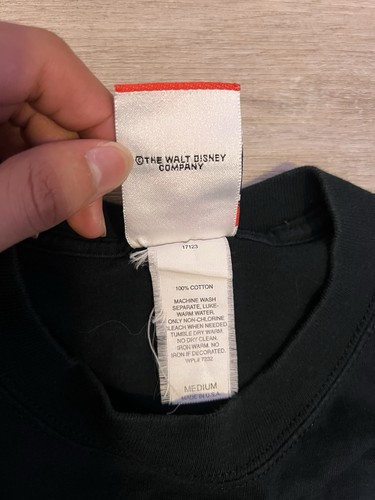 ©THE WALT DISNEY
COMPANY
17123
100% COTTON
MACHINE WASH
SEPARATE, LUKE.
WARM WATER.
ONLY NON-CHLORINE
BLEACH WHEN NEEDED
TUMBLE DRY WARM.
NO DRY CLEAN.
IRON WARM. NO
IRON IF DECORATED.
MEDIUM
MADE IN U.S.A.